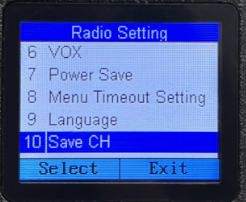 Radio Setting
6 VOX
7 Power Save
8 Menu Timeout Setting
9 Language
10 Save CH
Select Exit